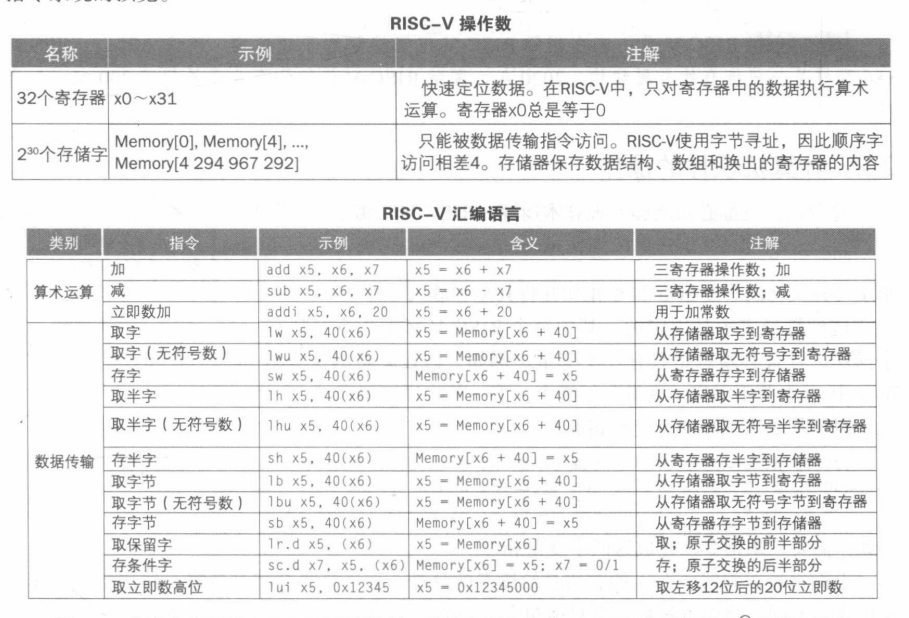 RISC-V 操作数
名称 示例 注解
32个寄存器 x0～x31 快速定位数据。在RISC-V中，只对寄存器中的数据执行算术
运算。寄存器x0总是等于0
2³⁰个存储字 Memory[0], Memory[4], ..., 只能被数据传输指令访问。RISC-V使用字节寻址，因此顺序字
Memory[4 294 967 292] 访问相差4。存储器保存数据结构、数组和换出的寄存器的内容
RISC-V 汇编语言
类别 指令 示例 含义 注解
算术运算 加 add x5, x6, x7 x5 = x6 + x7 三寄存器操作数；加
减 sub x5, x6, x7 x5 = x6 - x7 三寄存器操作数；减
立即数加 addi x5, x6, 20 x5 = x6 + 20 用于加常数
数据传输 取字 lw x5, 40(x6) x5 = Memory[x6 + 40] 从存储器取字到寄存器
取字（无符号数） lwu x5, 40(x6) x5 = Memory[x6 + 40] 从存储器取无符号字到寄存器
存字 sw x5, 40(x6) Memory[x6 + 40] = x5 从寄存器存字到存储器
取半字 lh x5, 40(x6) x5 = Memory[x6 + 40] 从存储器取半字到寄存器
取半字（无符号数） lhu x5, 40(x6) x5 = Memory[x6 + 40] 从存储器取无符号半字到寄存器
存半字 sh x5, 40(x6) Memory[x6 + 40] = x5 从寄存器存半字到存储器
取字节 lb x5, 40(x6) x5 = Memory[x6 + 40] 从存储器取字节到寄存器
取字节（无符号数） lbu x5, 40(x6) x5 = Memory[x6 + 40] 从存储器取无符号字节到寄存器
存字节 sb x5, 40(x6) Memory[x6 + 40] = x5 从寄存器存字节到存储器
取保留字 lr.d x5, (x6) x5 = Memory[x6] 取；原子交换的前半部分
存条件字 sc.d x7, x5, (x6) Memory[x6] = x5; x7 = 0/1 存；原子交换的后半部分
取立即数高位 lui x5, 0x12345 x5 = 0x12345000 取左移12位后的20位立即数